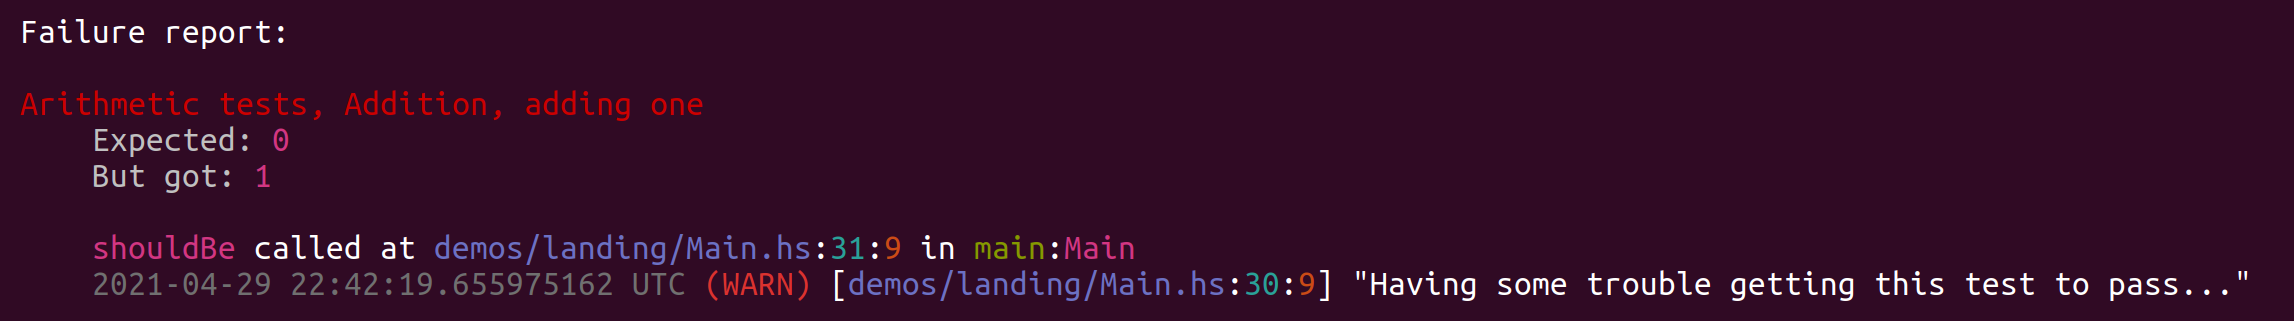 Failure report:
Arithmetic tests, Addition, adding one
Expected: 0
But got: 1
shouldBe called at demos/landing/Main.hs:31:9 in main:Main
2021-04-29 22:42:19.655975162 UTC (WARN) [demos/landing/Main.hs:30:9] "Having some trouble getting this test to pass..."